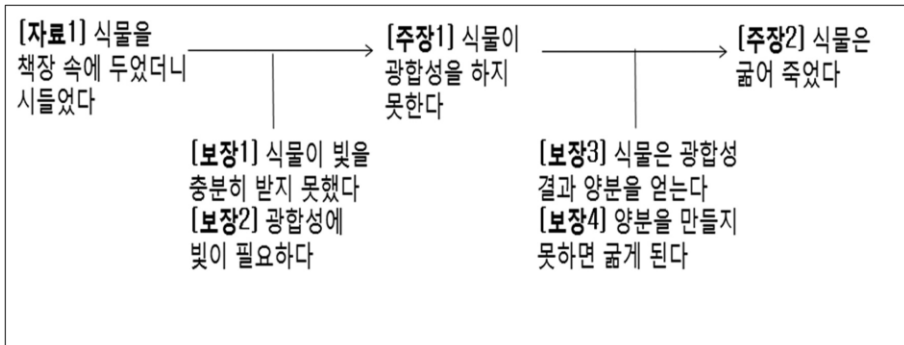 [자료1] 식물을
책장 속에 두었더니
시들었다
[주장1] 식물이
광합성을 하지
못한다
[주장2] 식물은
굶어 죽었다
[보장1] 식물이 빛을
충분히 받지 못했다
[보장2] 광합성에
빛이 필요하다
[보장3] 식물은 광합성
결과 양분을 얻는다
[보장4] 양분을 만들지
못하면 굶게 된다